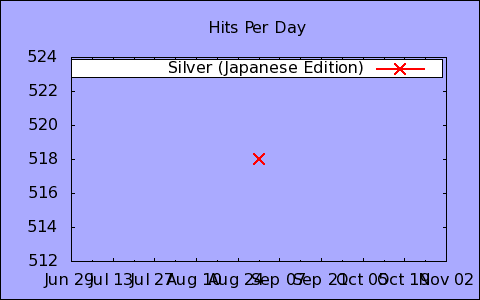 Hits Per Day
524
Silver (Japanese Edition)
522
520
518
516
514
512
Jun 29 Jul 13 Jul 27 Aug 10 Aug 24 Sep 07 Sep 21 Oct 05 Oct 19 Nov 02